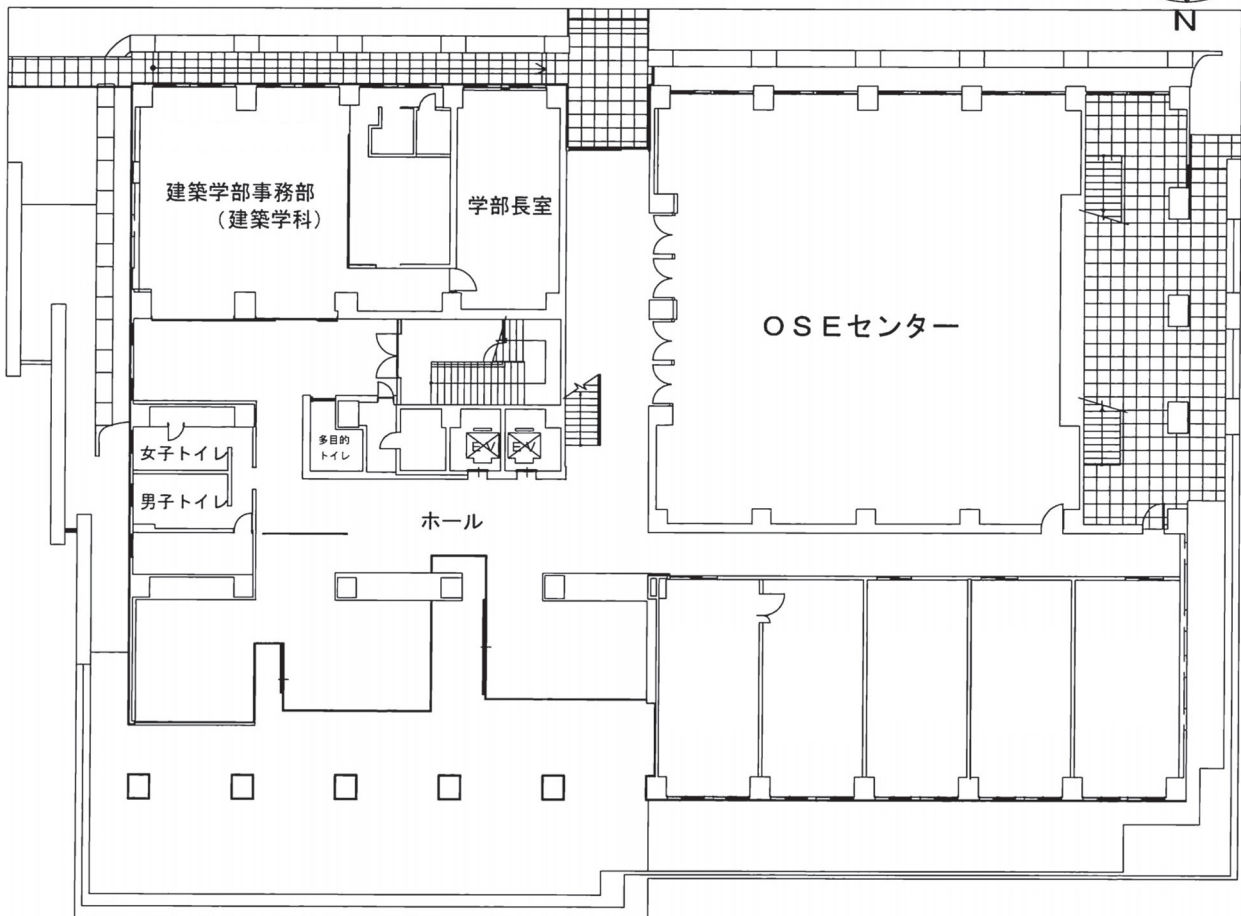 N
建築学部事務部
（建築学科）
学部長室
OSEセンター
多目的
トイレ
EV
EV
女子トイレ
男子トイレ
ホール